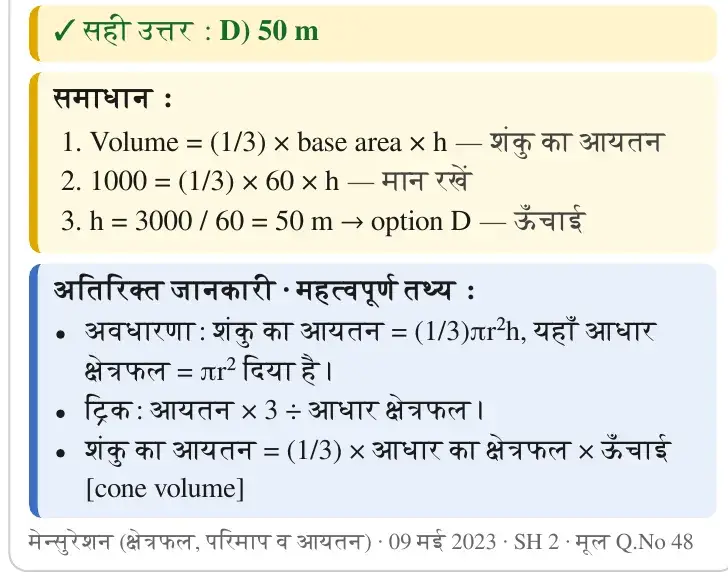 ✓ सही उत्तर : D) 50 m
समाधान :
1. Volume = (1/3) × base area × h — शंकु का आयतन
2. 1000 = (1/3) × 60 × h — मान रखें
3. h = 3000 / 60 = 50 m → option D — ऊँचाई
अतिरिक्त जानकारी · महत्वपूर्ण तथ्य :
• अवधारणा : शंकु का आयतन = (1/3)πr²h, यहाँ आधार
क्षेत्रफल = πr² दिया है।
• ट्रिक : आयतन × 3 ÷ आधार क्षेत्रफल।
• शंकु का आयतन = (1/3) × आधार का क्षेत्रफल × ऊँचाई
[cone volume]
मेन्सुरेशन (क्षेत्रफल, परिमाप व आयतन) · 09 मई 2023 · SH 2 · मूल Q.No 48